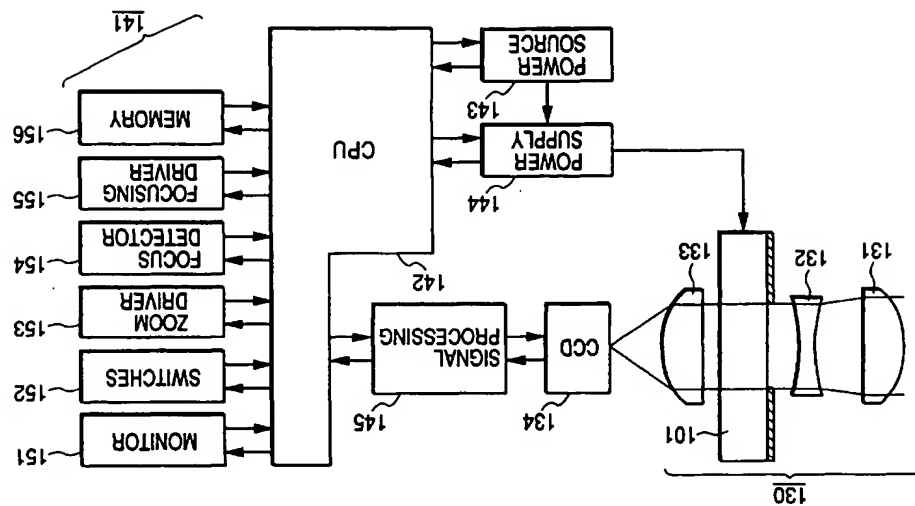 130
101
134
CCD
145
SIGNAL
PROCESSING
131
132
133
142
CPU
144
POWER
SUPPLY
143
POWER
SOURCE
151
MONITOR
152
SWITCHES
153
ZOOM
DRIVER
154
FOCUS
DETECTOR
155
FOCUSING
DRIVER
156
MEMORY
141